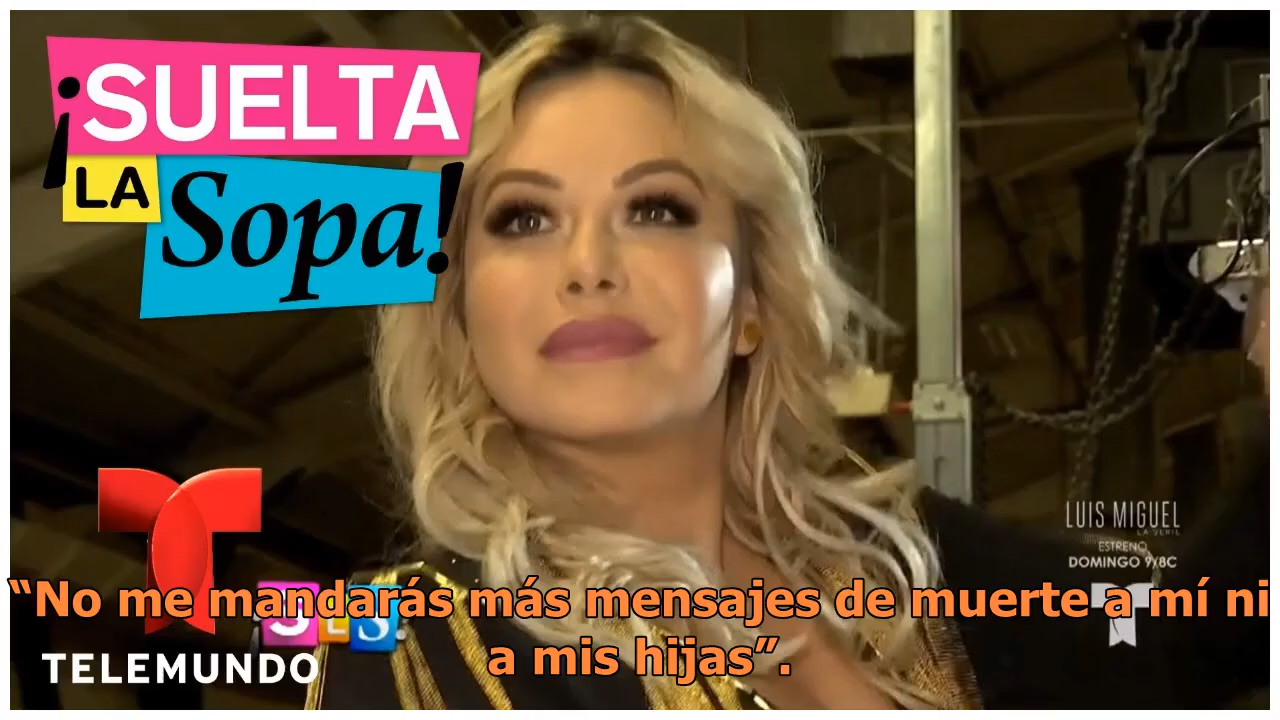 ¡SUELTA
LA
Sopa!
LUIS MIGUEL
LA SERIE
ESTRENO
DOMINGO 9/8C
“No me mandarás más mensajes de muerte a mí ni
a mis hijas”.
¡SLS!
TELEMUNDO